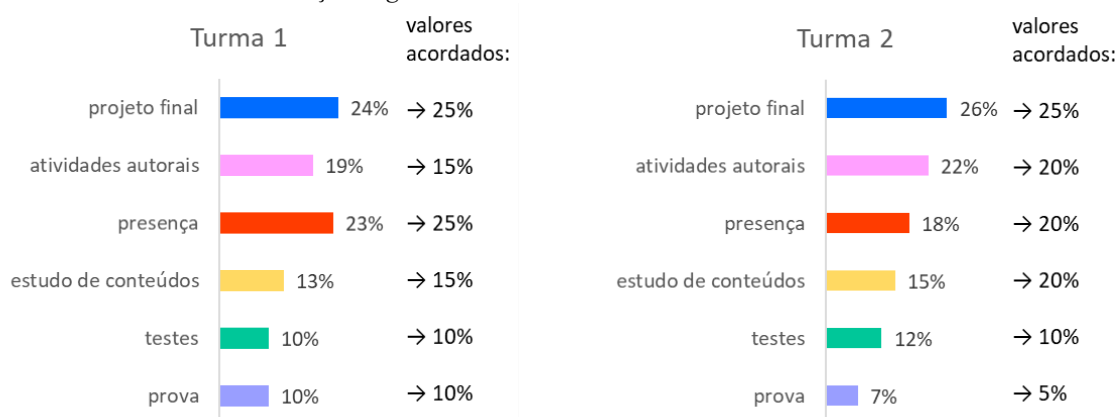 Turma 1
valores
acordados:
projeto final 24% → 25%
atividades autorais 19% → 15%
presença 23% → 25%
estudo de conteúdos 13% → 15%
testes 10% → 10%
prova 10% → 10%
Turma 2
valores
acordados:
projeto final 26% → 25%
atividades autorais 22% → 20%
presença 18% → 20%
estudo de conteúdos 15% → 20%
testes 12% → 10%
prova 7% → 5%